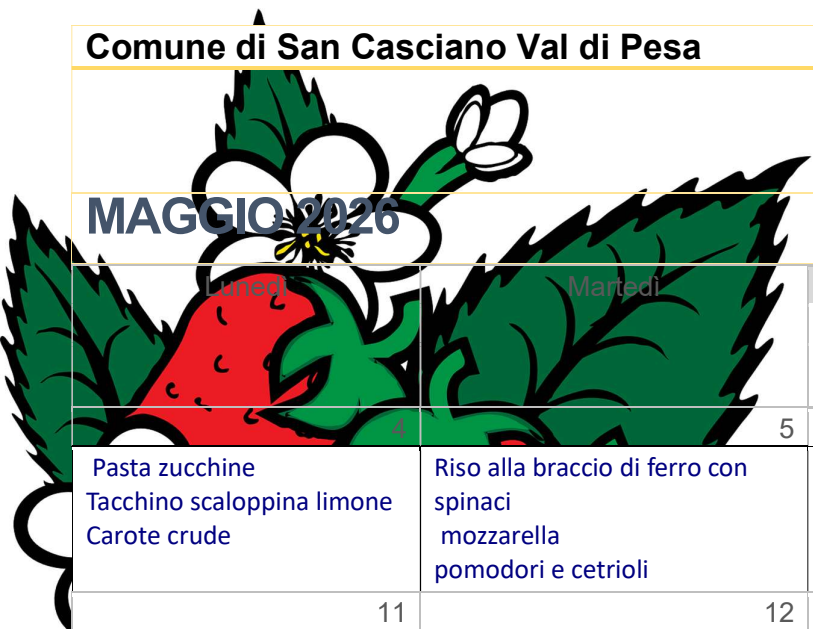 Comune di San Casciano Val di Pesa
MAGGIO 2026
Lunedì
Martedì
4
5
Pasta zucchine
Tacchino scaloppina limone
Carote crude
Riso alla braccio di ferro con
spinaci
mozzarella
pomodori e cetrioli
11
12